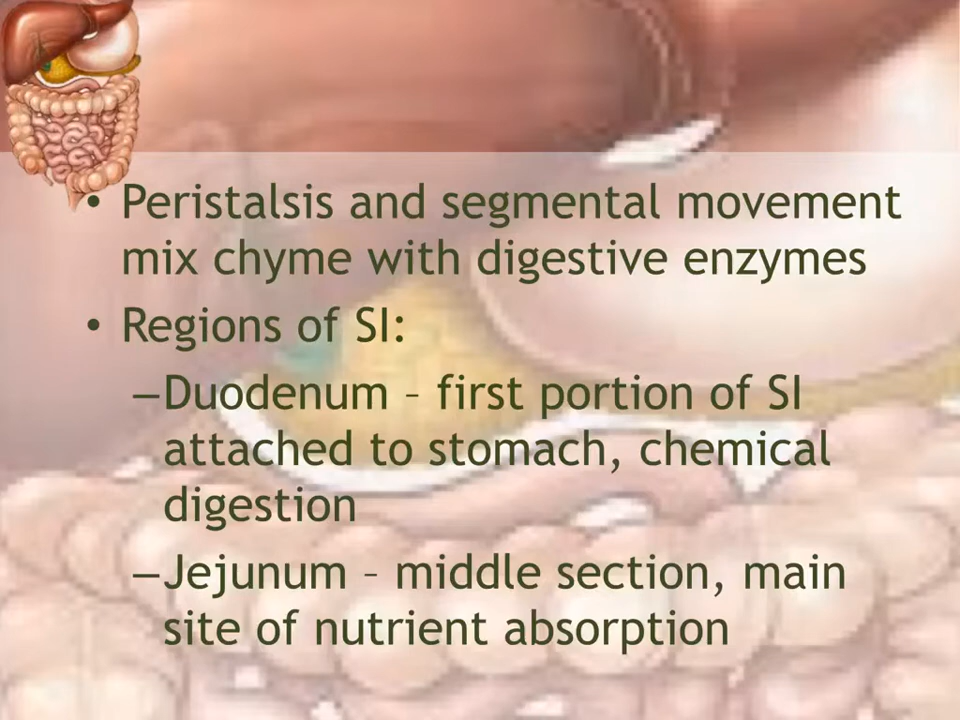 • Peristalsis and segmental movement
mix chyme with digestive enzymes
• Regions of SI:
–Duodenum – first portion of SI
attached to stomach, chemical
digestion
–Jejunum – middle section, main
site of nutrient absorption